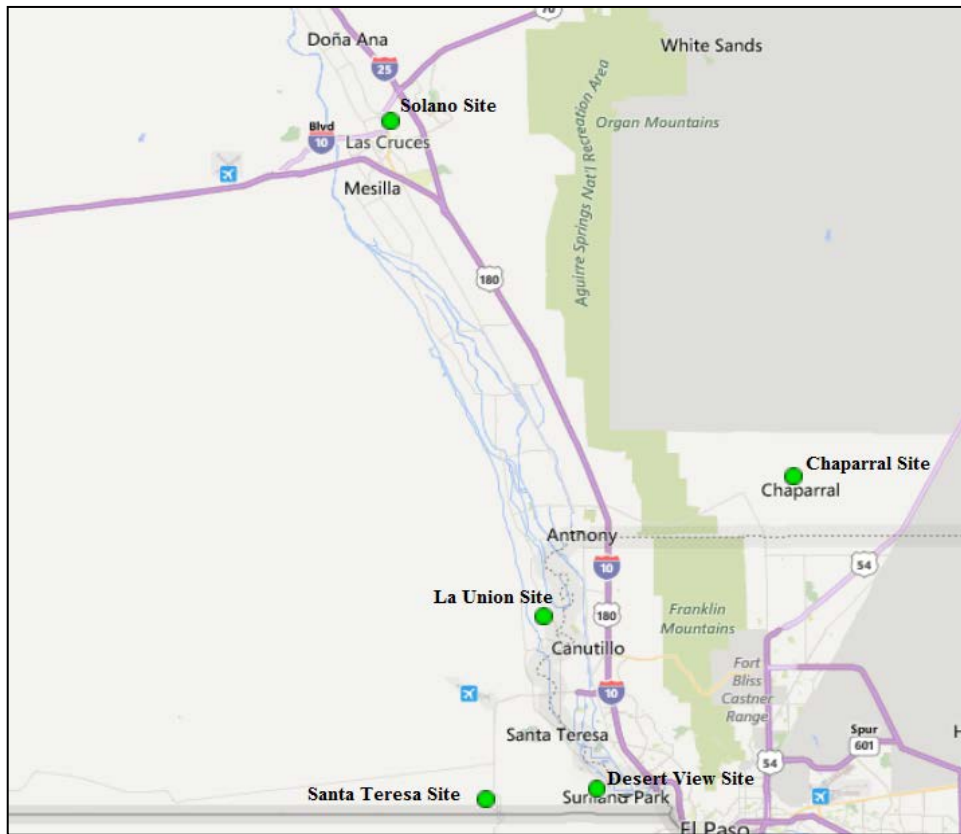 70
Doña Ana
White Sands
25
Solano Site
Blvd
10
Las Cruces
Organ Mountains
Aguirre Springs Nat'l Recreation Area
Mesilla
180
Chaparral Site
Chaparral
Anthony
10
54
La Union Site
180
Franklin
Mountains
Canutillo
Fort
Bliss
Castner
Range
10
Santa Teresa
Spur
601
H
54
Desert View Site
Santa Teresa Site
Sunland Park
El Paso